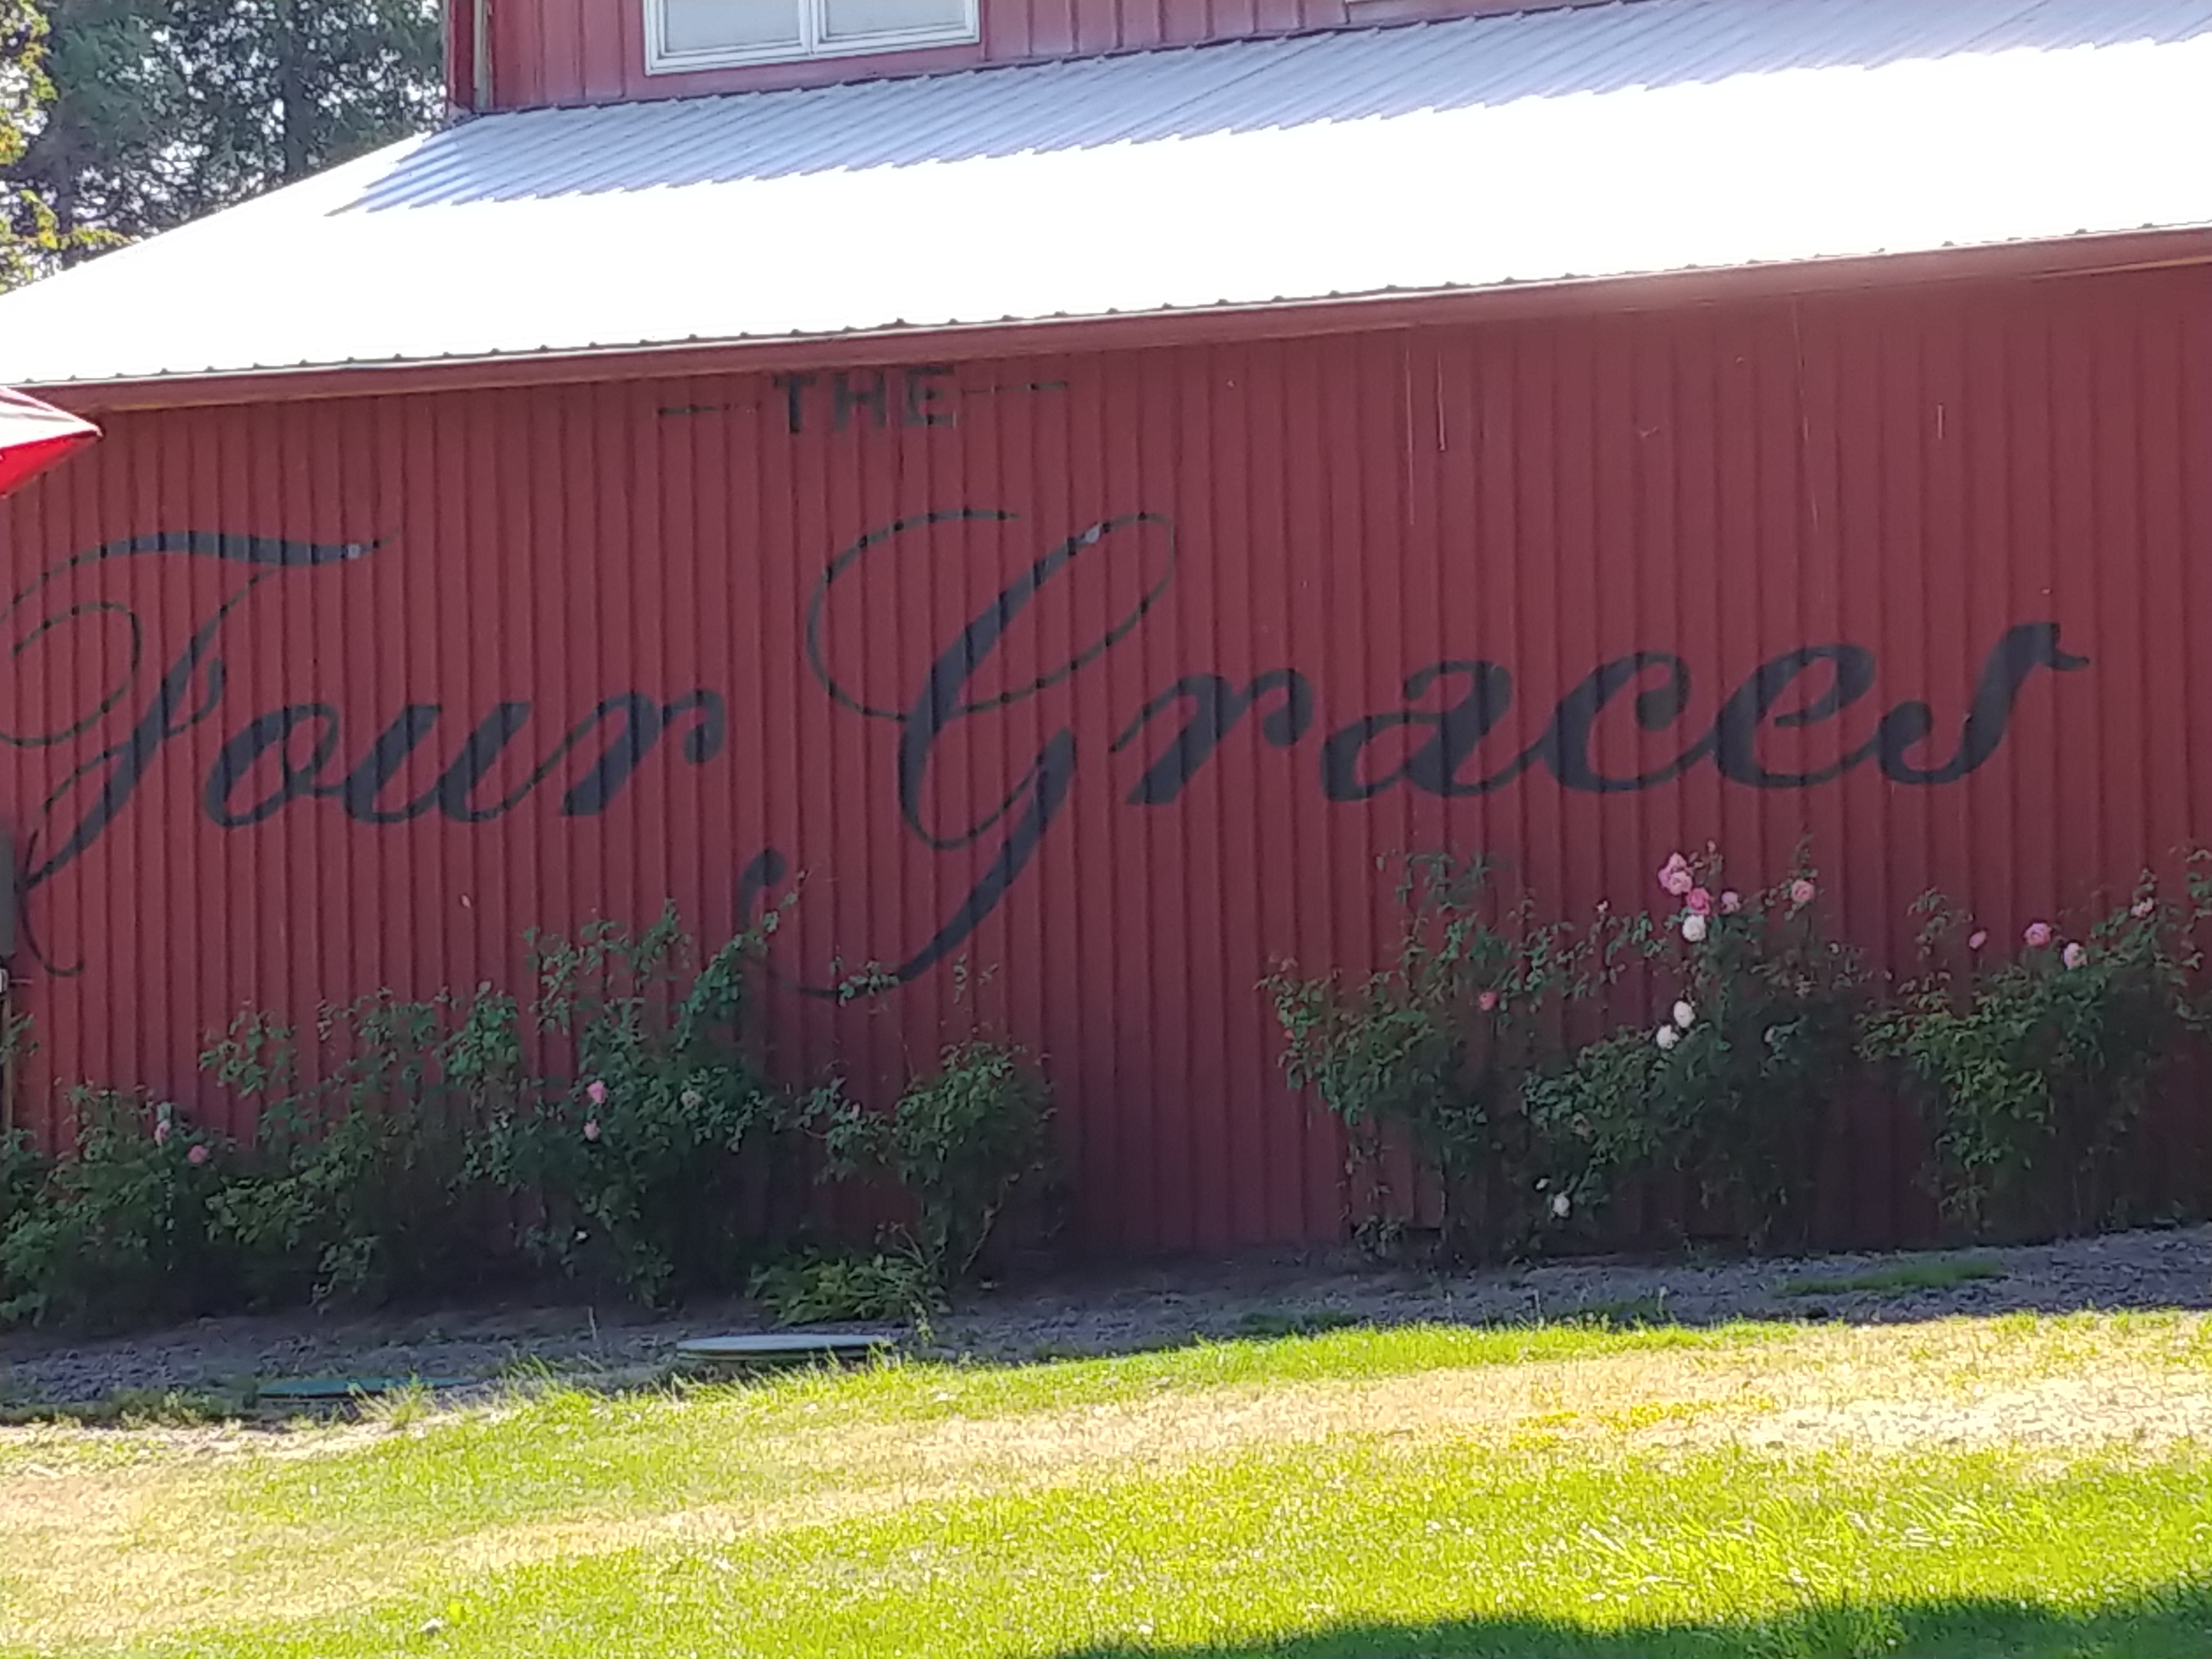 — THE —
Four Graces